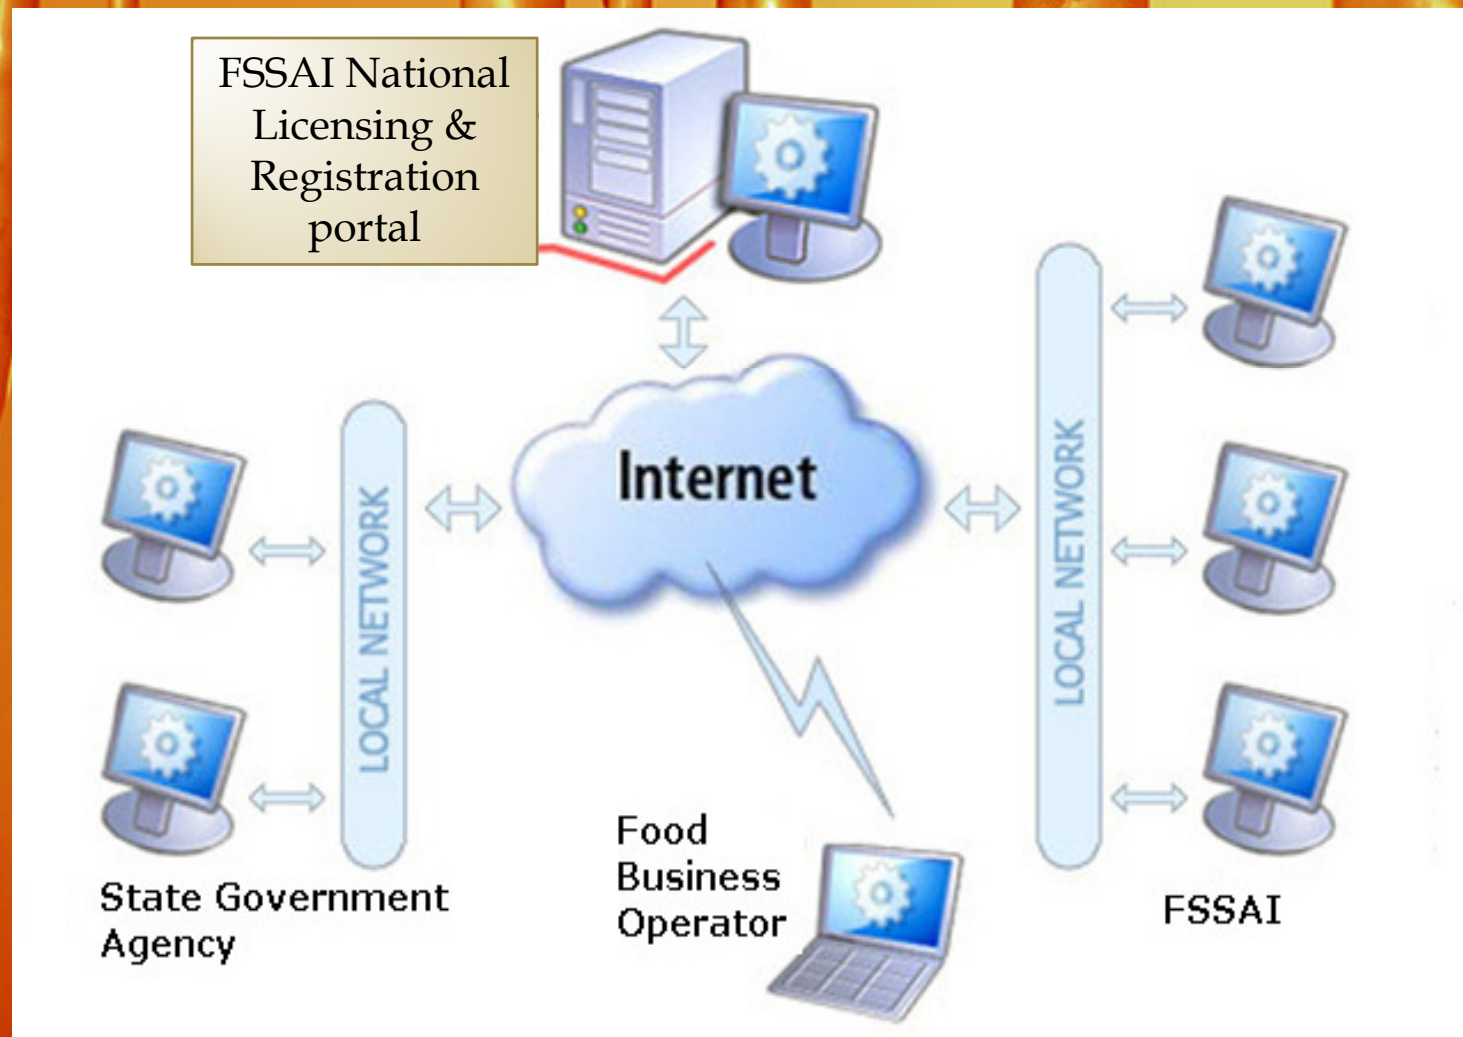 FSSAI National
Licensing &
Registration
portal
Internet
LOCAL NETWORK
LOCAL NETWORK
State Government
Agency
Food
Business
Operator
FSSAI